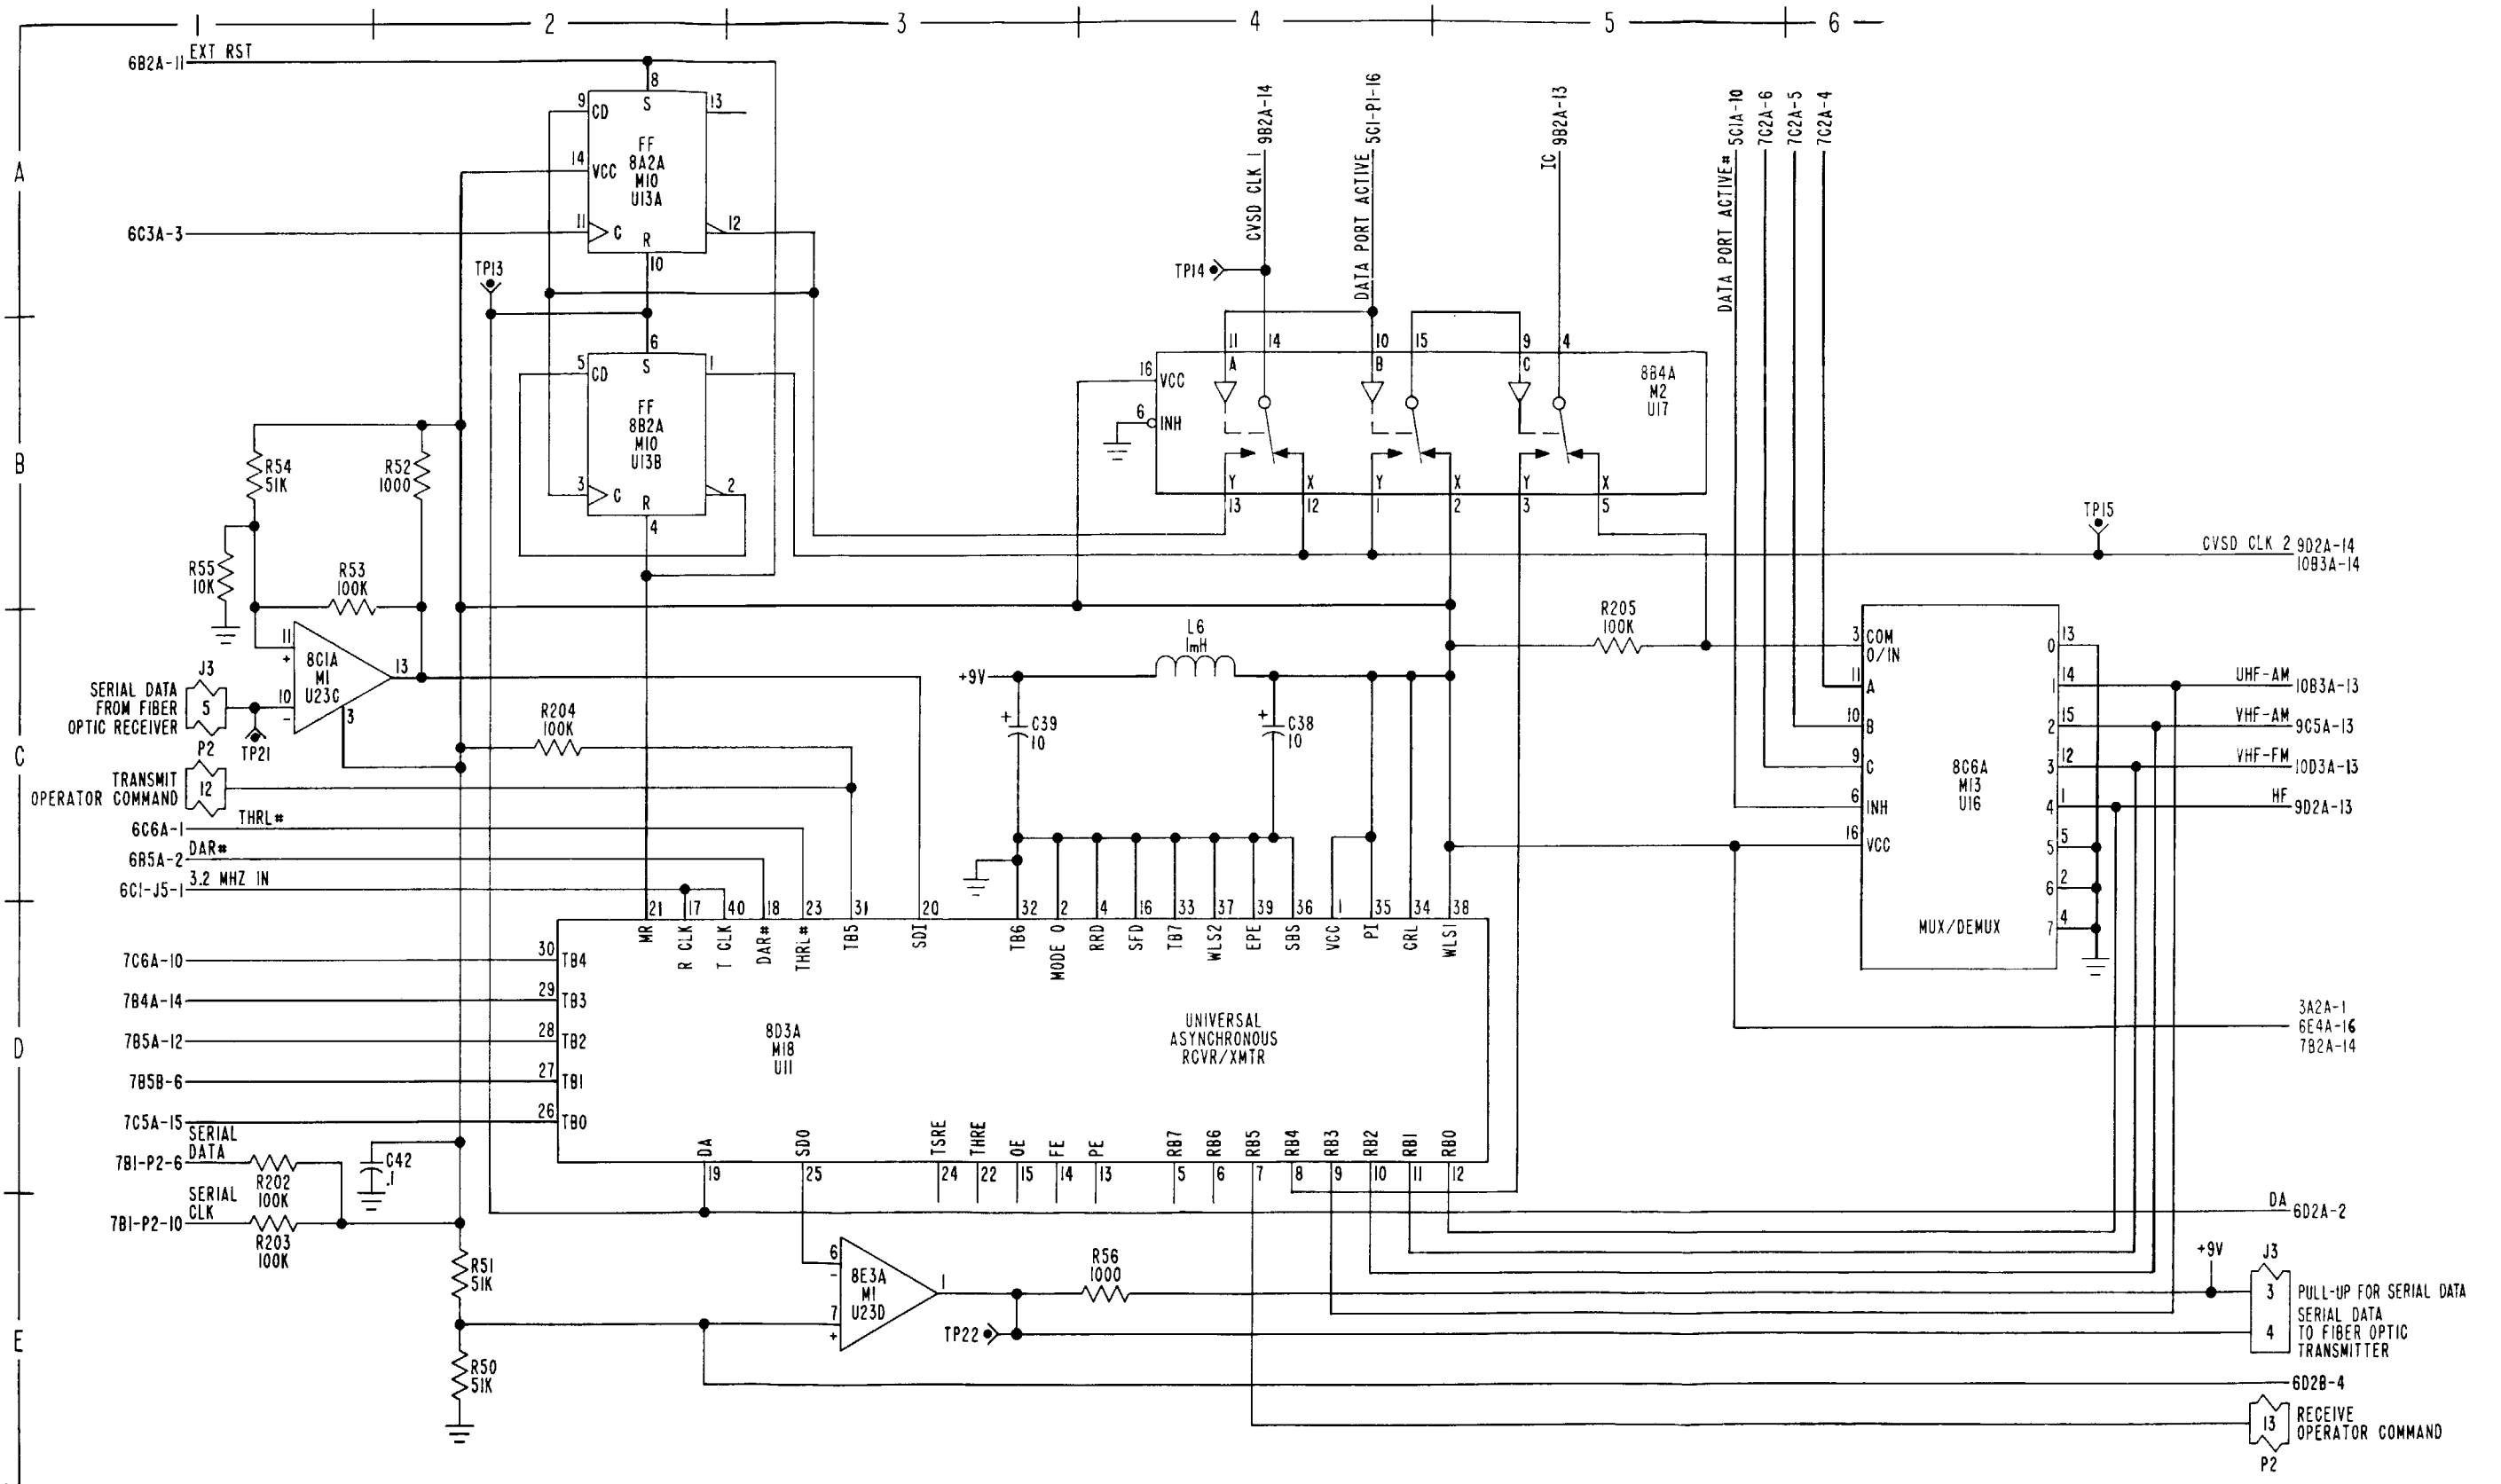 1 2 3 4 5 6
A
B
C
D
E
6B2A-11 EXT RST
6C3A-3
8
9 CD
S
13
FF
8A2A
M10
U13A
14 VCC
11 C
R
12
10
TP13
6
5 CD
S
1
FF
8B2A
M10
U13B
3 C
R
2
4
CVSD CLK 1 9B2A-14
DATA PORT ACTIVE 5C1-P1-16
IC 9B2A-13
DATA PORT ACTIVE# 5C1A-10
7C2A-6
7C2A-5
7C2A-4
TP14
11 14 10 15 9 4
A B C
16 VCC
6 INH
8B4A
M2
U17
Y X Y X Y X
13 12 1 2 3 5
TP15
CVSD CLK 2 9D2A-14
10B3A-14
R54
51K
R52
1000
R55
10K
R53
100K
11
+
8C1A
M1
U23C
13
10
-
3
J3
5
SERIAL DATA
FROM FIBER
OPTIC RECEIVER
TP21
P2
12
TRANSMIT
OPERATOR COMMAND
R204
100K
6C6A-1 THRL#
6B5A-2 DAR#
6C1-J5-1 3.2 MHZ IN
L6
1mH
+9V
+
C39
10
+
C38
10
R205
100K
3 COM
O/IN
11 A
10 B
9 C
6 INH
16 VCC
8C6A
M13
U16
MUX/DEMUX
0 13
1 14
2 15
3 12
4 1
5 5
6 2
7 4
UHF-AM 10B3A-13
VHF-AM 9C5A-13
VHF-FM 10D3A-13
HF 9D2A-13
3A2A-1
6E4A-16
7B2A-14
21 17 40 18 23 31 20 32 2 4 16 33 37 39 36 1 35 34 38
MR R CLK T CLK DAR# THRL# TB5 SDI TB6 MODE O RRD SFD TB7 WLS2 EPE SBS VCC PI CRL WLS1
7C6A-10 30 TB4
7B4A-14 29 TB3
7B5A-12 28 TB2
7B5B-6 27 TB1
7C5A-15 26 TB0
8D3A
M18
U11
UNIVERSAL
ASYNCHRONOUS
RCVR/XMTR
DA SDO TSRE THRE OE FE PE RB7 RB6 RB5 RB4 RB3 RB2 RB1 RB0
19 25 24 22 15 14 13 5 6 7 8 9 10 11 12
SERIAL
DATA
7B1-P2-6
R202
100K
SERIAL
CLK
7B1-P2-10
R203
100K
C42
.1
R51
51K
R50
51K
6
-
8E3A
M1
U23D
1
7
+
R56
1000
TP22
DA 6D2A-2
+9V
J3
3 PULL-UP FOR SERIAL DATA
4
SERIAL DATA
TO FIBER OPTIC
TRANSMITTER
6D2B-4
13
RECEIVE
OPERATOR COMMAND
P2